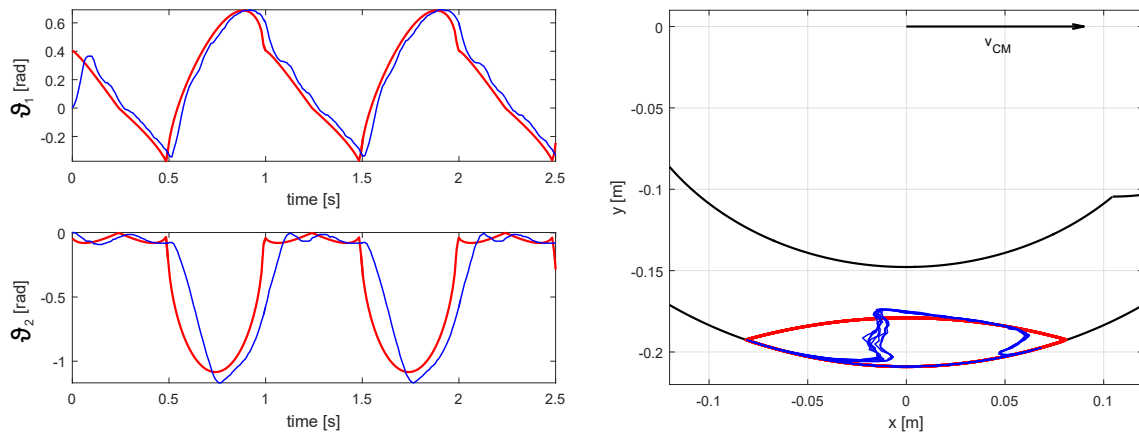 0.6
0.4
0.2
0
-0.2
ϑ1 [rad]
0 0.5 1 1.5 2 2.5
time [s]
0
-0.5
-1
ϑ2 [rad]
0 0.5 1 1.5 2 2.5
time [s]
0
-0.05
-0.1
-0.15
-0.2
y [m]
vCM
-0.1 -0.05 0 0.05 0.1
x [m]